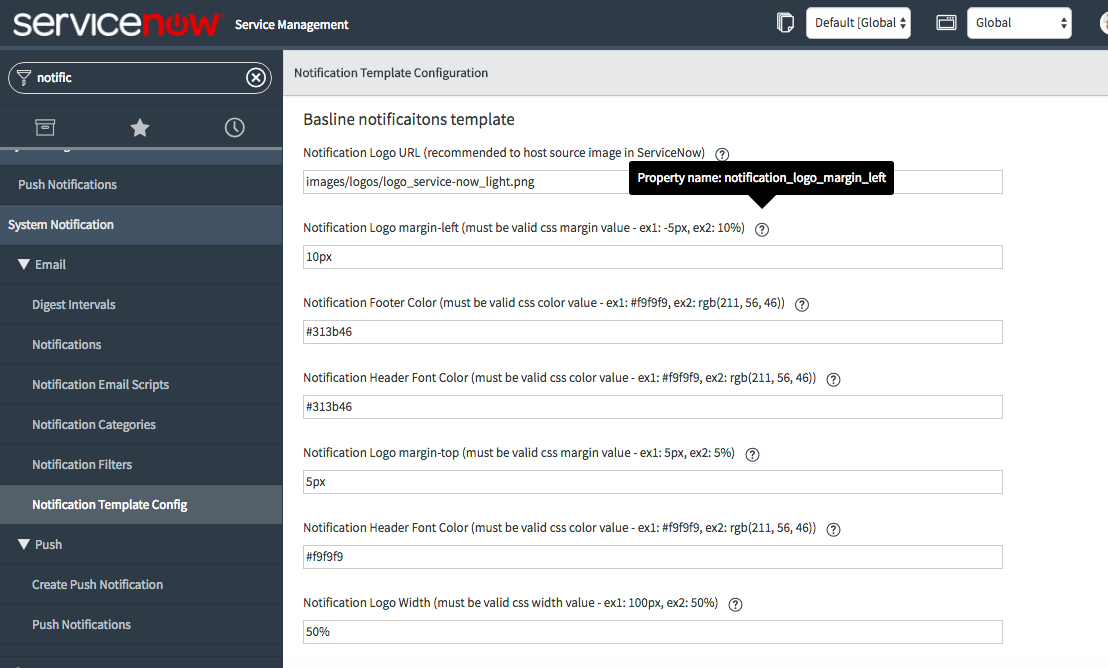 servicenow Service Management
Default [Global
Global
notific
Push Notifications
System Notification
Email
Digest Intervals
Notifications
Notification Email Scripts
Notification Categories
Notification Filters
Notification Template Config
Push
Create Push Notification
Push Notifications
Notification Template Configuration
Basline notificaitons template
Notification Logo URL (recommended to host source image in ServiceNow) ?
images/logos/logo_service-now_light.png
Property name: notification_logo_margin_left
Notification Logo margin-left (must be valid css margin value - ex1: -5px, ex2: 10%) ?
10px
Notification Footer Color (must be valid css color value - ex1: #f9f9f9, ex2: rgb(211, 56, 46)) ?
#313b46
Notification Header Font Color (must be valid css color value - ex1: #f9f9f9, ex2: rgb(211, 56, 46)) ?
#313b46
Notification Logo margin-top (must be valid css margin value - ex1: 5px, ex2: 5%) ?
5px
Notification Header Font Color (must be valid css color value - ex1: #f9f9f9, ex2: rgb(211, 56, 46)) ?
#f9f9f9
Notification Logo Width (must be valid css width value - ex1: 100px, ex2: 50%) ?
50%